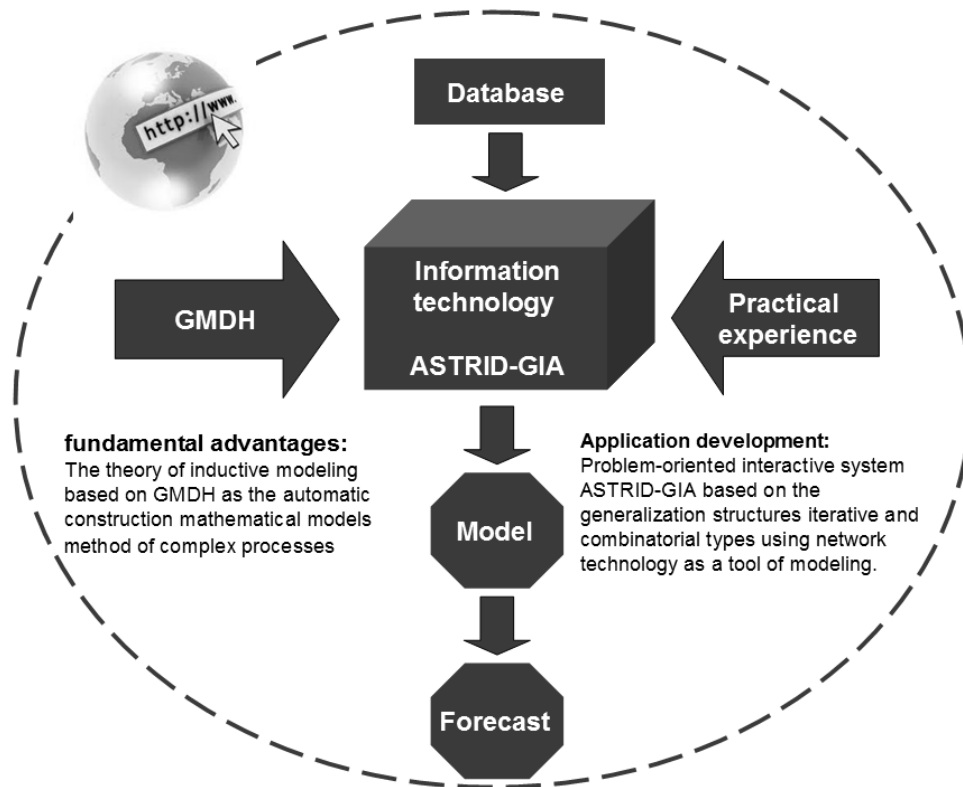 http://www.
Database
Information
technology
ASTRID-GIA
GMDH
Practical
experience
fundamental advantages:
The theory of inductive modeling
based on GMDH as the automatic
construction mathematical models
method of complex processes
Application development:
Problem-oriented interactive system
ASTRID-GIA based on the
generalization structures iterative and
combinatorial types using network
technology as a tool of modeling.
Model
Forecast